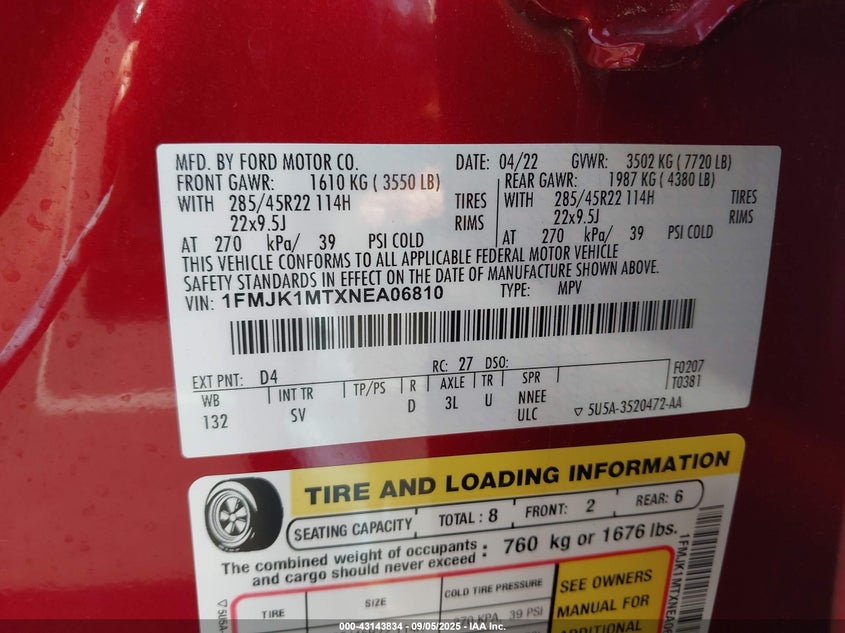 MFD. BY FORD MOTOR CO. DATE: 04/22 GVWR: 3502 KG ( 7720 LB)
FRONT GAWR: 1610 KG ( 3550 LB) REAR GAWR: 1987 KG ( 4380 LB)
WITH 285/45R22 114H TIRES WITH 285/45R22 114H TIRES
22x9.5J RIMS 22x9.5J RIMS
AT 270 kPa/ 39 PSI COLD AT 270 kPa/ 39 PSI COLD
THIS VEHICLE CONFORMS TO ALL APPLICABLE FEDERAL MOTOR VEHICLE
SAFETY STANDARDS IN EFFECT ON THE DATE OF MANUFACTURE SHOWN ABOVE.
VIN: 1FMJK1MTXNEA06810 TYPE: MPV
EXT PNT: D4 RC: 27 DSO: F0207
WB INT TR TP/PS R AXLE TR SPR T0381
132 SV D 3L U NNEE
ULC ▽ 5U5A-3520472-AA
TIRE AND LOADING INFORMATION
SEATING CAPACITY TOTAL : 8 FRONT: 2 REAR: 6
The combined weight of occupants
and cargo should never exceed : 760 kg or 1676 lbs.
TIRE SIZE COLD TIRE PRESSURE
SEE OWNERS
MANUAL FOR
ADDITIONAL
270 KPA, 39 PSI
▽5U5A
1FMJK1MTXNEA0
000-43143834 - 09/05/2025 - IAA Inc.